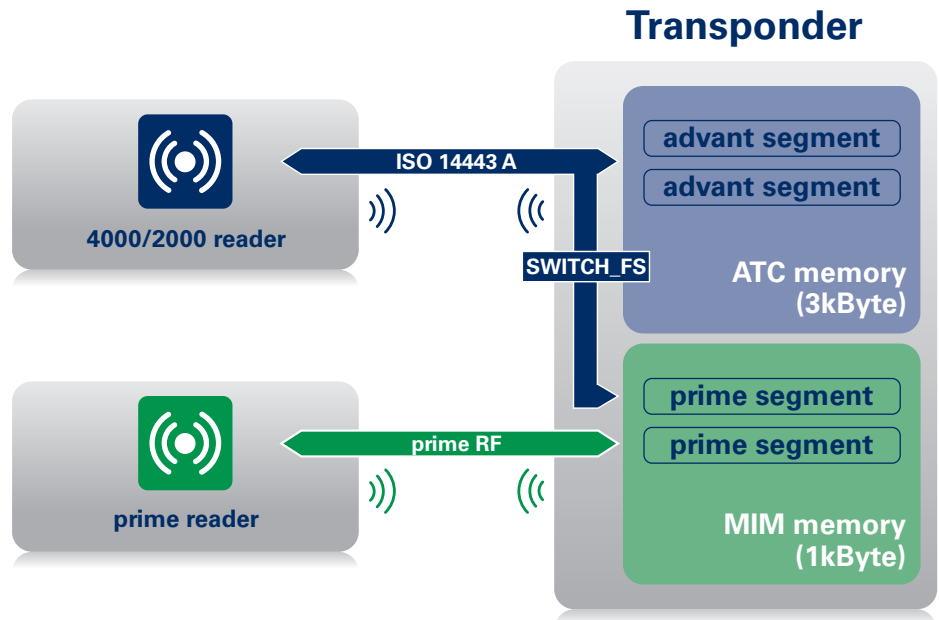 Transponder
4000/2000 reader
ISO 14443 A
SWITCH_FS
advant segment
advant segment
ATC memory
(3kByte)
prime reader
prime RF
prime segment
prime segment
MIM memory
(1kByte)